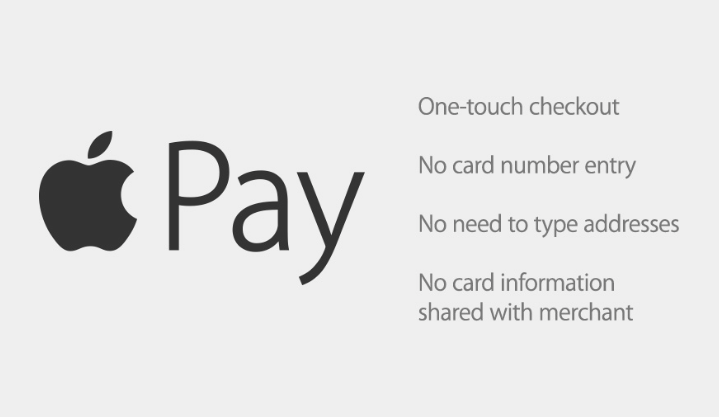 Pay
One-touch checkout
No card number entry
No need to type addresses
No card information
shared with merchant